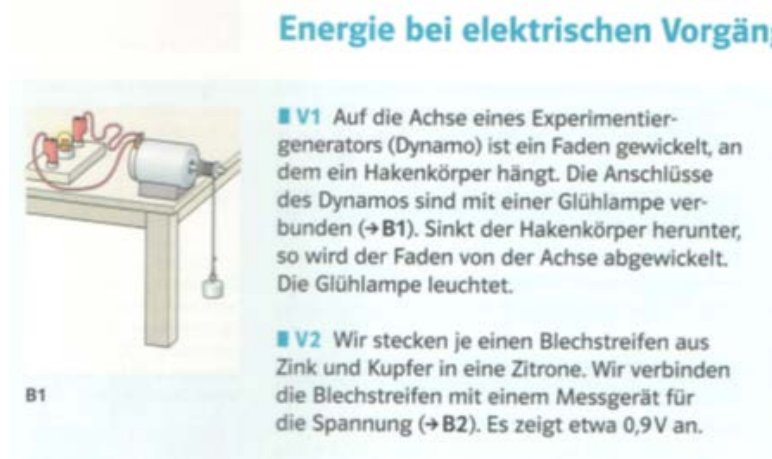 Energie bei elektrischen Vorgäng
V1 Auf die Achse eines Experimentier-
generators (Dynamo) ist ein Faden gewickelt, an
dem ein Hakenkörper hängt. Die Anschlüsse
des Dynamos sind mit einer Glühlampe ver-
bunden (→B1). Sinkt der Hakenkörper herunter,
so wird der Faden von der Achse abgewickelt.
Die Glühlampe leuchtet.
V2 Wir stecken je einen Blechstreifen aus
Zink und Kupfer in eine Zitrone. Wir verbinden
die Blechstreifen mit einem Messgerät für
die Spannung (→B2). Es zeigt etwa 0,9V an.
B1